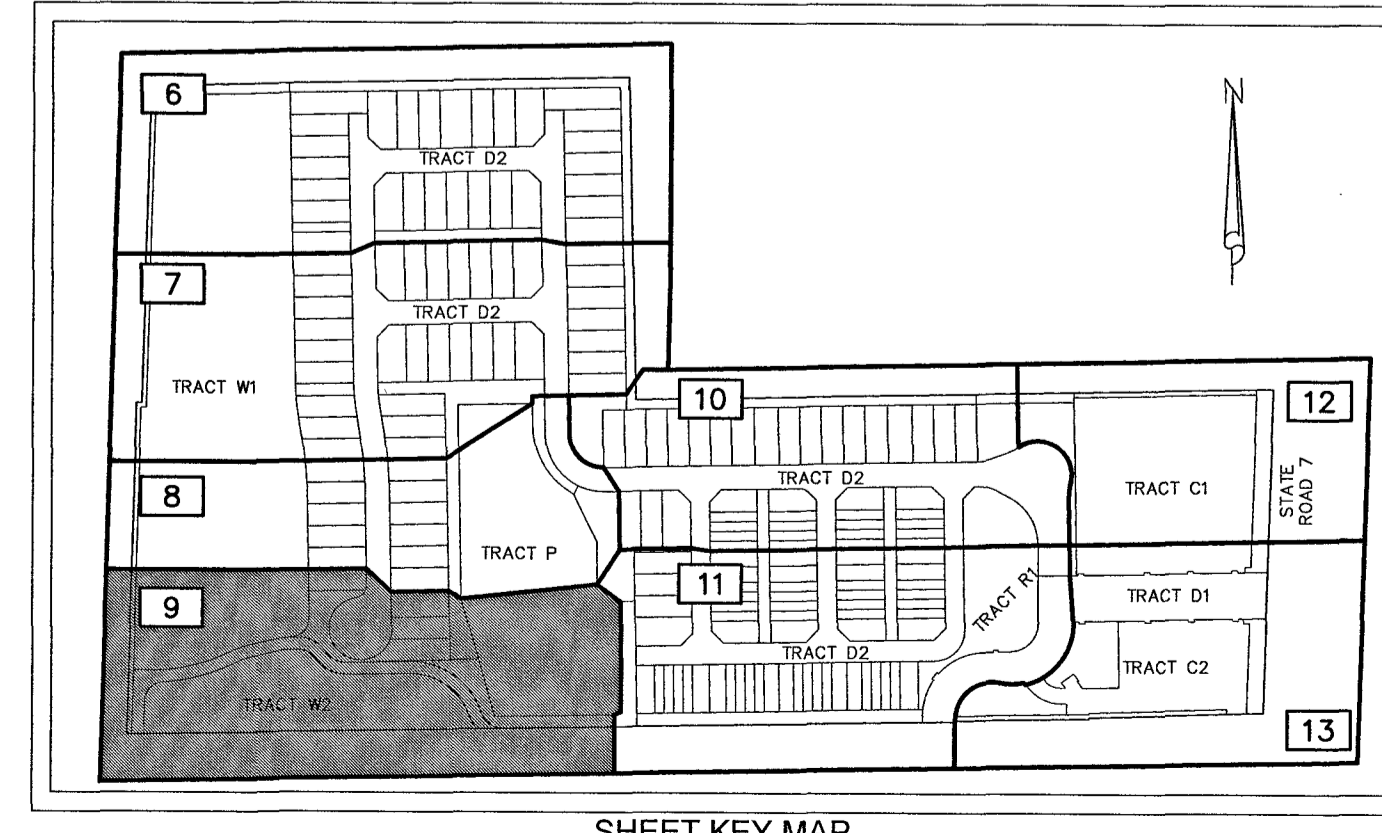 6
N
TRACT D2
7
TRACT D2
TRACT W1
10
12
8
TRACT D2
TRACT C1
STATE
ROAD 7
TRACT P
9
11
TRACT R1
TRACT D1
TRACT D2
TRACT C2
TRACT W2
13
SHEET KEY MAP